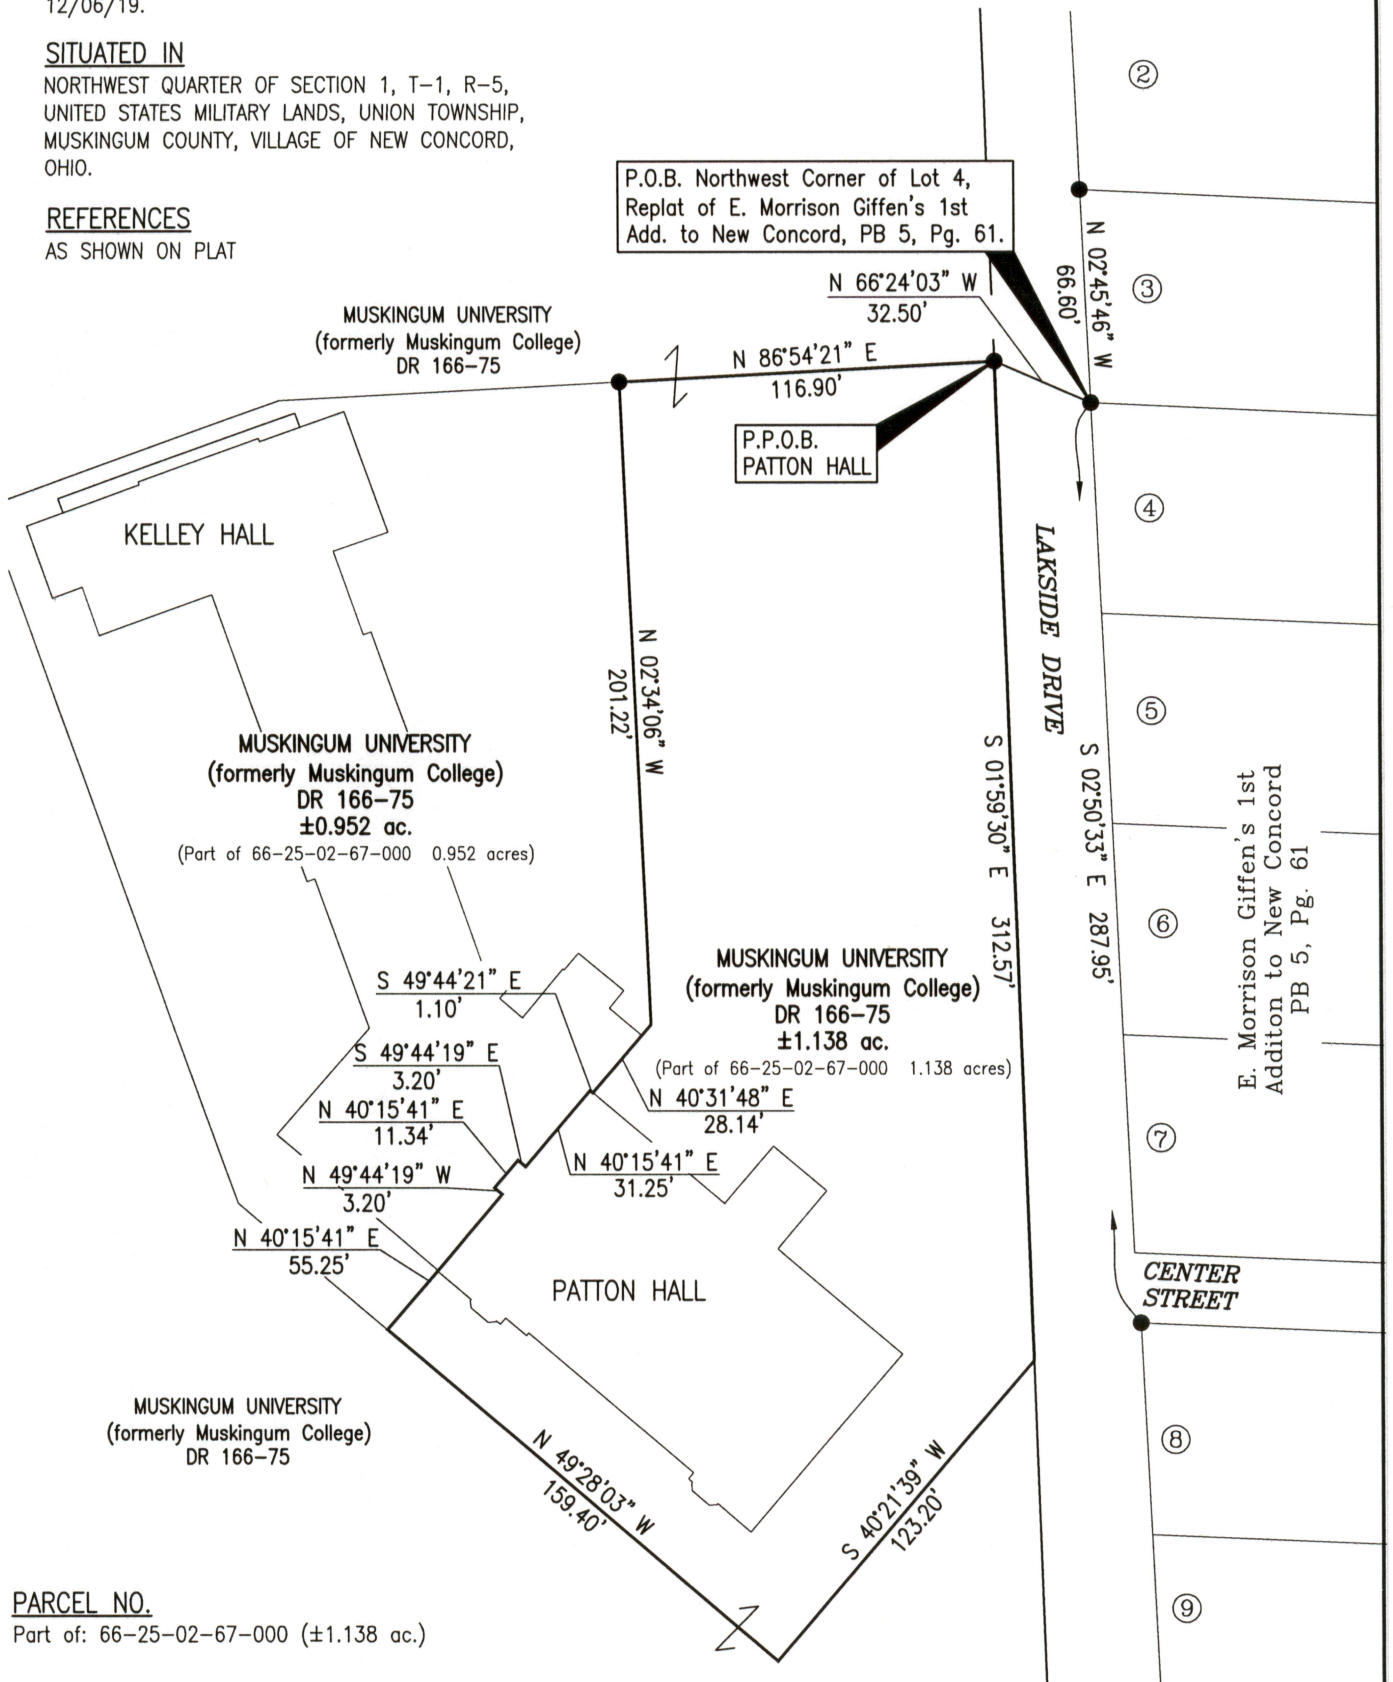 12/06/19.
SITUATED IN
NORTHWEST QUARTER OF SECTION 1, T-1, R-5,
UNITED STATES MILITARY LANDS, UNION TOWNSHIP,
MUSKINGUM COUNTY, VILLAGE OF NEW CONCORD,
OHIO.
REFERENCES
AS SHOWN ON PLAT
P.O.B. Northwest Corner of Lot 4,
Replat of E. Morrison Giffen's 1st
Add. to New Concord, PB 5, Pg. 61.
2
N 02°45'46" W
66.60'
3
N 66°24'03" W
32.50'
MUSKINGUM UNIVERSITY
(formerly Muskingum College)
DR 166-75
N 86°54'21" E
116.90'
P.P.O.B.
PATTON HALL
4
KELLEY HALL
LAKSIDE DRIVE
N 02°34'06" W
201.22'
5
MUSKINGUM UNIVERSITY
(formerly Muskingum College)
DR 166-75
±0.952 ac.
(Part of 66-25-02-67-000 0.952 acres)
S 01°59'30" E 312.57'
S 02°50'33" E 287.95'
E. Morrison Giffen's 1st
Additon to New Concord
PB 5, Pg. 61
6
MUSKINGUM UNIVERSITY
(formerly Muskingum College)
DR 166-75
±1.138 ac.
(Part of 66-25-02-67-000 1.138 acres)
S 49°44'21" E
1.10'
S 49°44'19" E
3.20'
N 40°15'41" E
11.34'
N 49°44'19" W
3.20'
N 40°15'41" E
55.25'
N 40°31'48" E
28.14'
N 40°15'41" E
31.25'
7
PATTON HALL
CENTER
STREET
MUSKINGUM UNIVERSITY
(formerly Muskingum College)
DR 166-75
N 49°28'03" W
159.40'
S 40°21'39" W
123.20'
8
9
PARCEL NO.
Part of: 66-25-02-67-000 (±1.138 ac.)